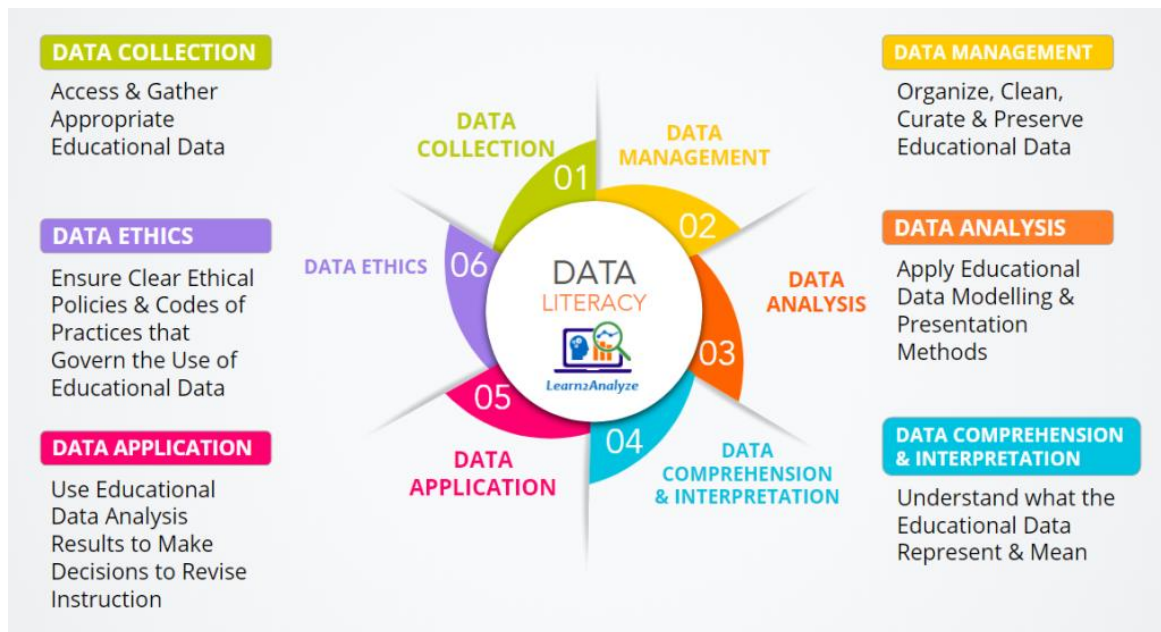 DATA COLLECTION
Access & Gather
Appropriate
Educational Data
DATA ETHICS
Ensure Clear Ethical
Policies & Codes of
Practices that
Govern the Use of
Educational Data
DATA APPLICATION
Use Educational
Data Analysis
Results to Make
Decisions to Revise
Instruction
DATA
COLLECTION
01
DATA
MANAGEMENT
02
DATA
ANALYSIS
03
DATA
COMPREHENSION
& INTERPRETATION
04
DATA
APPLICATION
05
DATA ETHICS
06
DATA
LITERACY
Learn2Analyze
DATA MANAGEMENT
Organize, Clean,
Curate & Preserve
Educational Data
DATA ANALYSIS
Apply Educational
Data Modelling &
Presentation
Methods
DATA COMPREHENSION
& INTERPRETATION
Understand what the
Educational Data
Represent & Mean